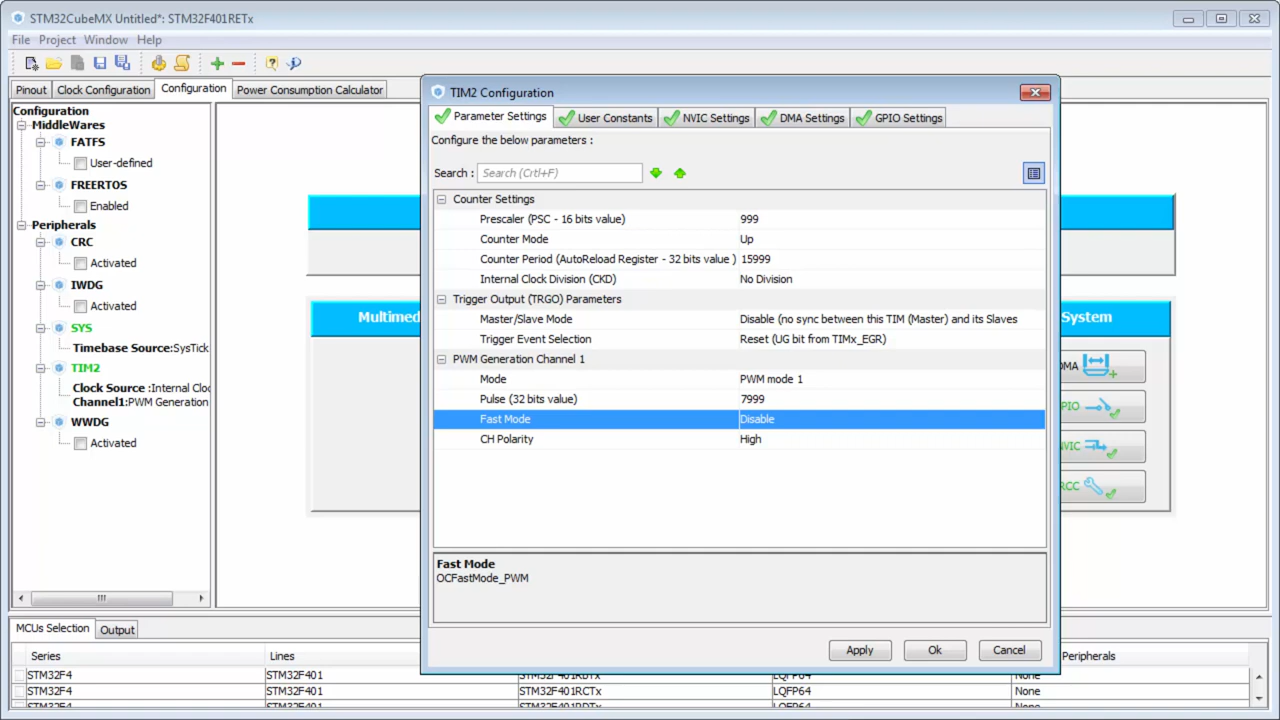 STM32CubeMX Untitled*: STM32F401RETx
File Project Window Help
Pinout Clock Configuration Configuration Power Consumption Calculator
Configuration
MiddleWares
FATFS
User-defined
FREERTOS
Enabled
Peripherals
CRC
Activated
IWDG
Activated
SYS
Timebase Source:SysTick
TIM2
Clock Source :Internal Cloc
Channel1:PWM Generation
WWDG
Activated
Multimed
System
DMA
GPIO
NVIC
RCC
TIM2 Configuration
Parameter Settings User Constants NVIC Settings DMA Settings GPIO Settings
Configure the below parameters :
Search : Search (CrtI+F)
Counter Settings
Prescaler (PSC - 16 bits value) 999
Counter Mode Up
Counter Period (AutoReload Register - 32 bits value ) 15999
Internal Clock Division (CKD) No Division
Trigger Output (TRGO) Parameters
Master/Slave Mode Disable (no sync between this TIM (Master) and its Slaves
Trigger Event Selection Reset (UG bit from TIMx_EGR)
PWM Generation Channel 1
Mode PWM mode 1
Pulse (32 bits value) 7999
Fast Mode Disable
CH Polarity High
Fast Mode
OCFastMode_PWM
Apply Ok Cancel
MCUs Selection Output
Series Lines Peripherals
STM32F4 STM32F401 STM32F401RBTx LQFP64 None
STM32F4 STM32F401 STM32F401RCTx LQFP64 None
STM32F4 STM32F401 STM32F401RDTx LQFP64 None